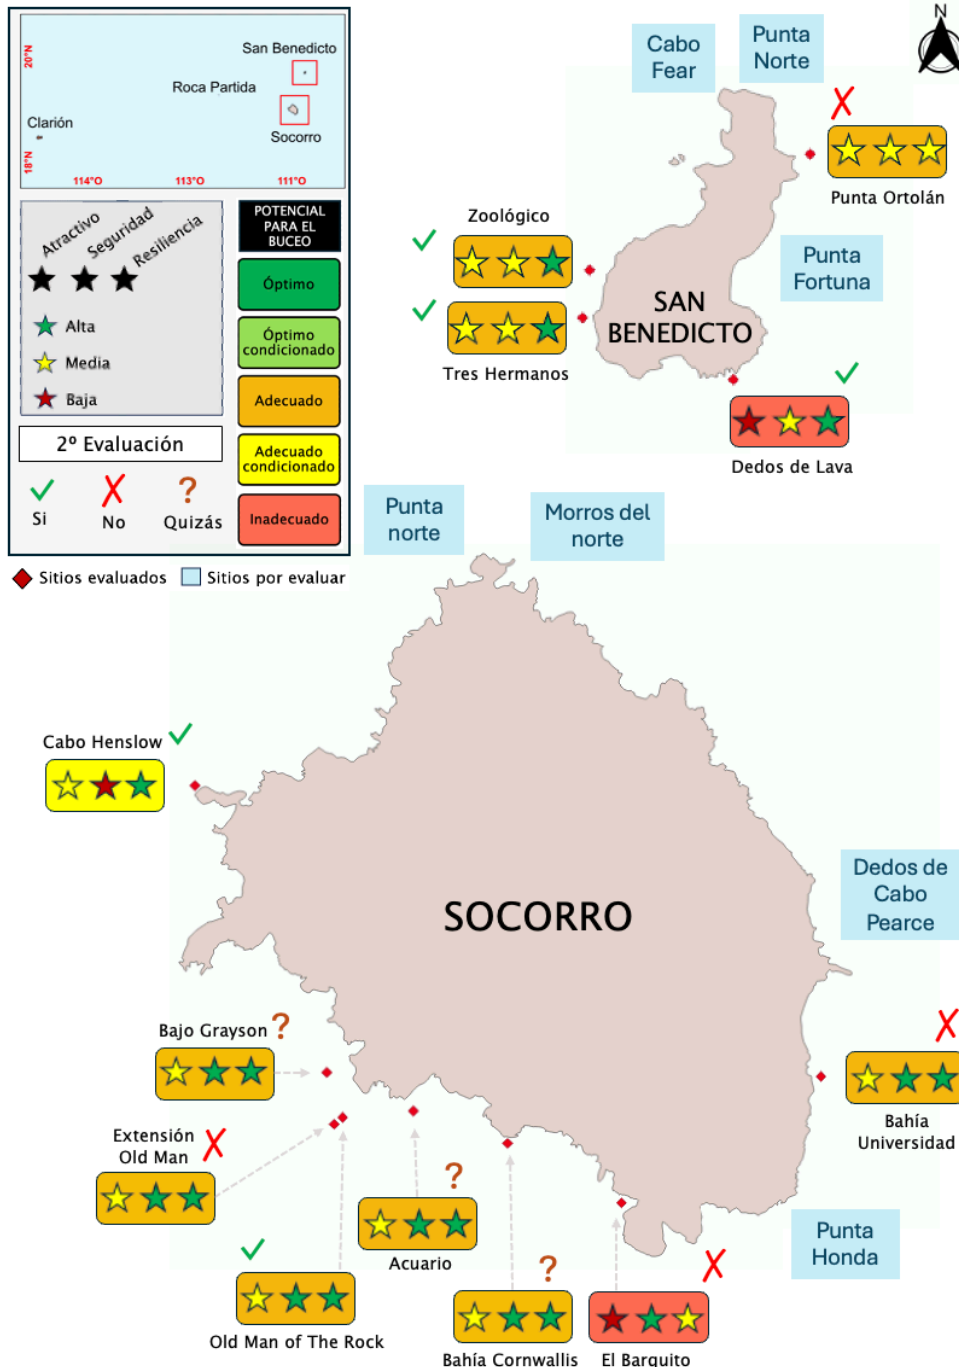 20°N
18°N
San Benedicto
Roca Partida
Clarión
Socorro
114°O
113°O
111°O
Atractivo
Seguridad
Resiliencia
Alta
Media
Baja
2º Evaluación
Si
No
?
Quizás
POTENCIAL
PARA EL
BUCEO
Óptimo
Óptimo
condicionado
Adecuado
Adecuado
condicionado
Inadecuado
Sitios evaluados
Sitios por evaluar
N
Cabo
Fear
Punta
Norte
Punta Ortolán
Zoológico
Tres Hermanos
Punta
Fortuna
SAN
BENEDICTO
Dedos de Lava
Punta
norte
Morros del
norte
Cabo Henslow
SOCORRO
Dedos de
Cabo
Pearce
Bajo Grayson
?
Bahía
Universidad
Extensión
Old Man
?
Acuario
Punta
Honda
Old Man of The Rock
?
Bahía Cornwallis
El Barquito